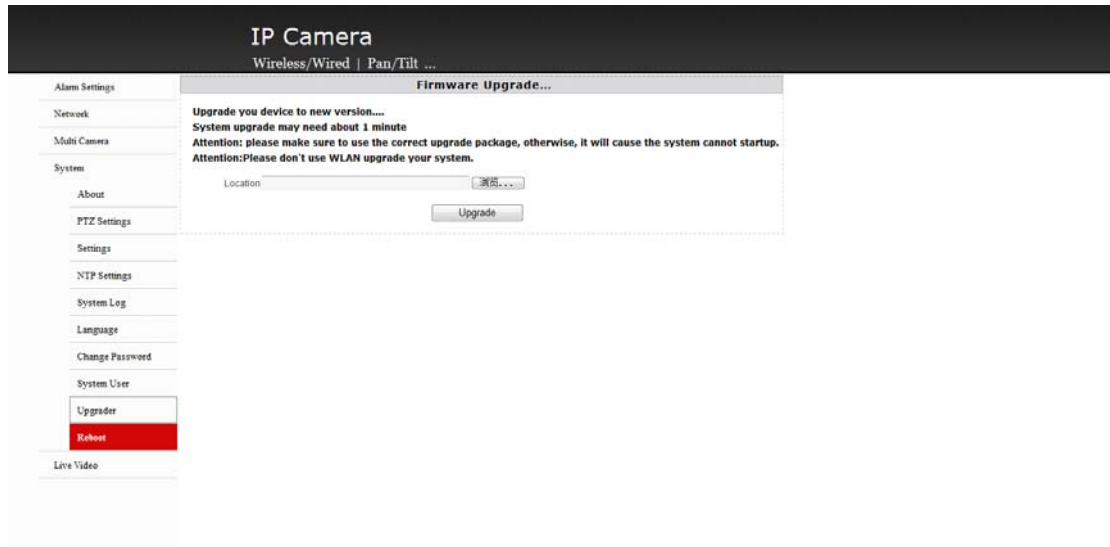 IP Camera
Wireless/Wired | Pan/Tilt ...
Alarm Settings
Network
Multi Camera
System
About
PTZ Settings
Settings
NTP Settings
System Log
Language
Change Password
System User
Upgrader
Reboot
Live Video
Firmware Upgrade...
Upgrade you device to new version....
System upgrade may need about 1 minute
Attention: please make sure to use the correct upgrade package, otherwise, it will cause the system cannot startup.
Attention:Please don`t use WLAN upgrade your system.
Location 浏览...
Upgrade